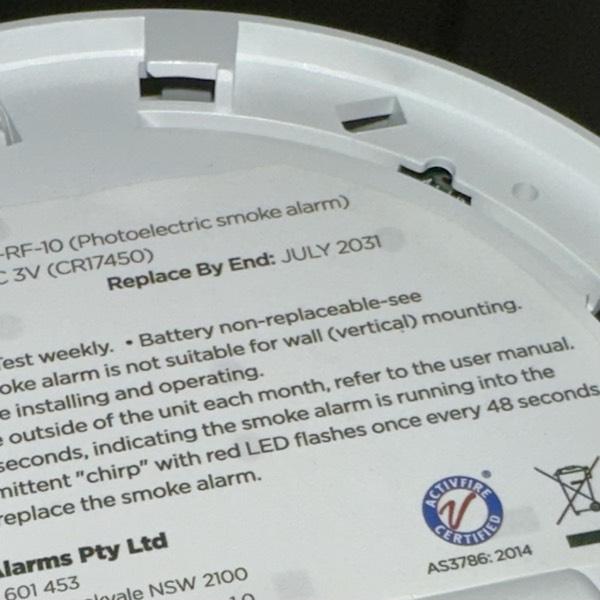 -RF-10 (Photoelectric smoke alarm)
C 3V (CR17450)
Replace By End: JULY 2031
Test weekly. • Battery non-replaceable-see
oke alarm is not suitable for wall (vertical) mounting.
e installing and operating.
e outside of the unit each month, refer to the user manual.
seconds, indicating the smoke alarm is running into the
mittent "chirp" with red LED flashes once every 48 seconds
replace the smoke alarm.
Alarms Pty Ltd
601 453
kvale NSW 2100
ACTIVFIRE
®
CERTIFIED
AS3786: 2014